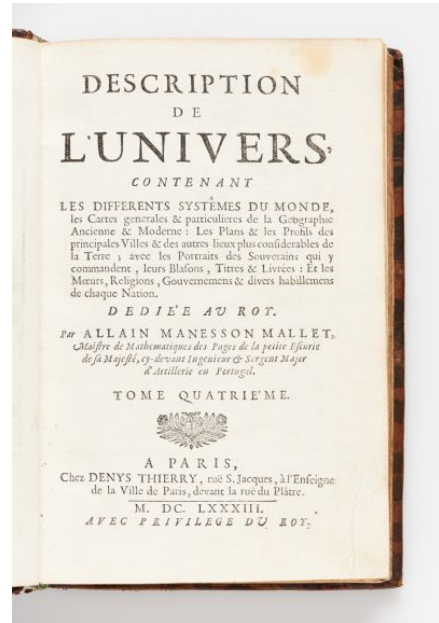 DESCRIPTION
DE
L'UNIVERS,
CONTENANT
LES DIFFERENTS SYSTÊMES DU MONDE,
les Cartes generales & particulieres de la Geographie
Ancienne & Moderne : Les Plans & les Profils des
principales Villes & des autres lieux plus considerables de
la Terre ; avec les Portraits des Souverains qui y
commandent, leurs Blasons, Titres & Livrées : Et les
Mœurs, Religions, Gouvernemens & divers habillemens
de chaque Nation.
DEDIE'E AU ROY.
Par ALLAIN MANESSON MALLET,
Maistre de Mathematiques des Pages de la petite Escurie
de sa Majesté, cy-devant Ingenieur & Sergent Major
d'Artillerie en Portugal.
TOME QUATRIE'ME.
A PARIS,
Chez DENYS THIERRY, ruë S. Jacques, à l'Enseigne
de la Ville de Paris, devant la ruë du Plâtre.
M. DC. LXXXIII.
AVEC PRIVILEGE DU ROY.